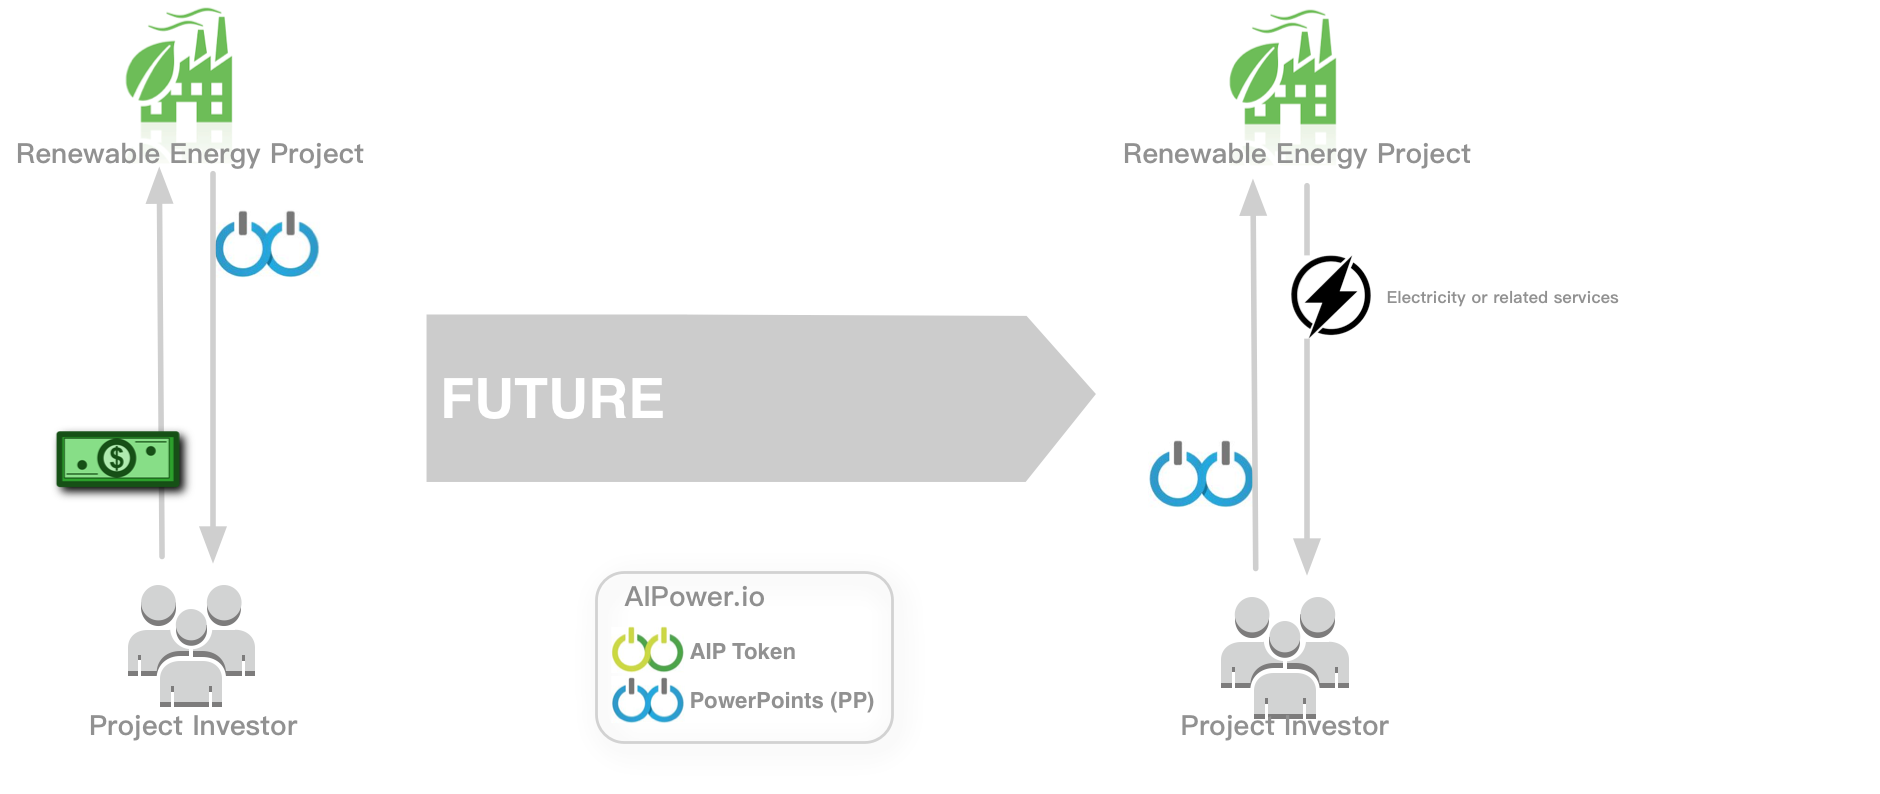 Renewable Energy Project
Renewable Energy Project
$
Electricity or related services
FUTURE
AIPower.io
AIP Token
PowerPoints (PP)
Project Investor
Project Investor